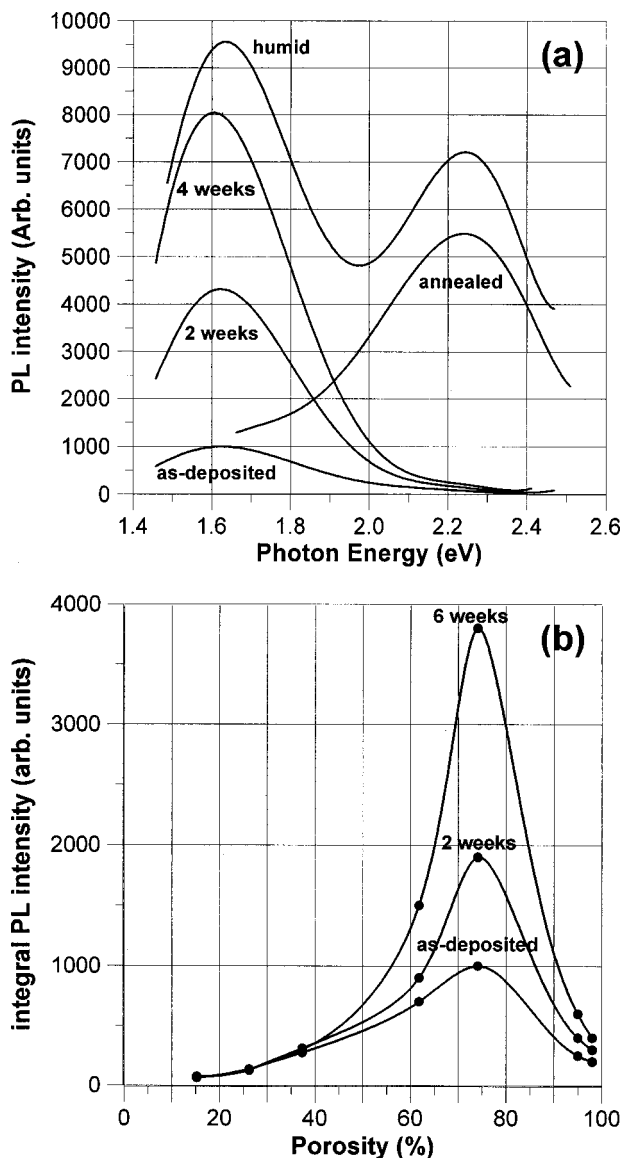 10000
9000
8000
7000
6000
5000
4000
3000
2000
1000
0
PL intensity (Arb. units)
(a)
humid
4 weeks
annealed
2 weeks
as-deposited
1.4 1.6 1.8 2.0 2.2 2.4 2.6
Photon Energy (eV)
4000
3000
2000
1000
0
integral PL intensity (arb. units)
6 weeks
(b)
2 weeks
as-deposited
0 20 40 60 80 100
Porosity (%)